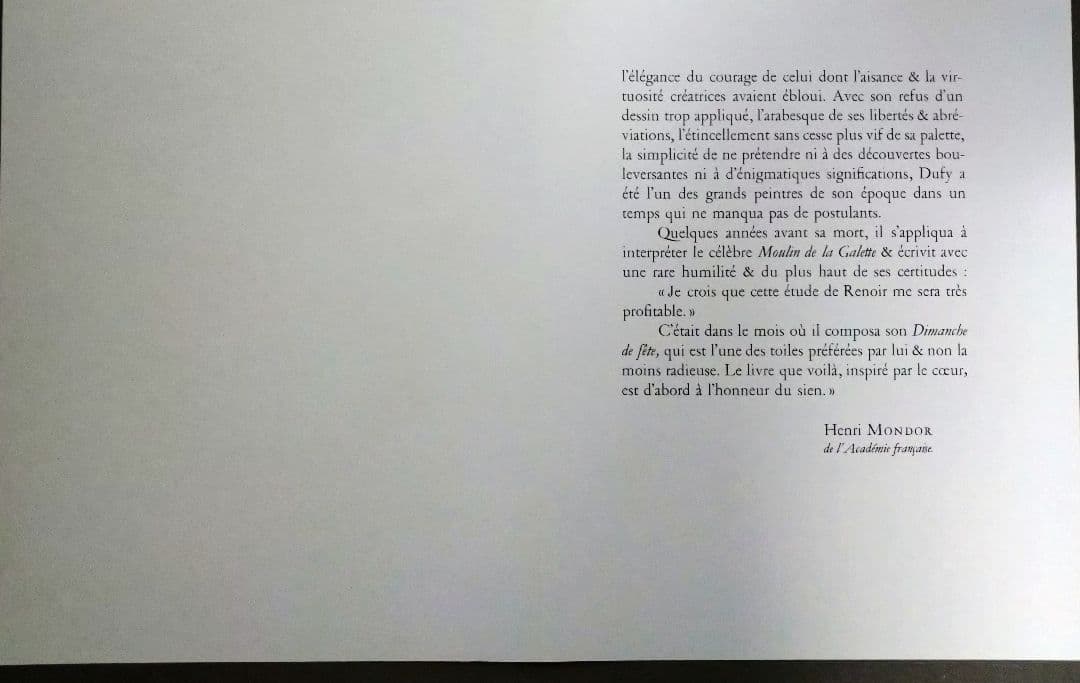 l'élégance du courage de celui dont l'aisance & la vir-
tuosité créatrices avaient ébloui. Avec son refus d'un
dessin trop appliqué, l'arabesque de ses libertés & abré-
viations, l'étincellement sans cesse plus vif de sa palette,
la simplicité de ne prétendre ni à des découvertes bou-
leversantes ni à d'énigmatiques significations, Dufy a
été l'un des grands peintres de son époque dans un
temps qui ne manqua pas de postulants.
Quelques années avant sa mort, il s'appliqua à
interpréter le célèbre Moulin de la Galette & écrivit avec
une rare humilité & du plus haut de ses certitudes :
« Je crois que cette étude de Renoir me sera très
profitable. »
C'était dans le mois où il composa son Dimanche
de fête, qui est l'une des toiles préférées par lui & non la
moins radieuse. Le livre que voilà, inspiré par le cœur,
est d'abord à l'honneur du sien. »
Henri MONDOR
de l'Académie française